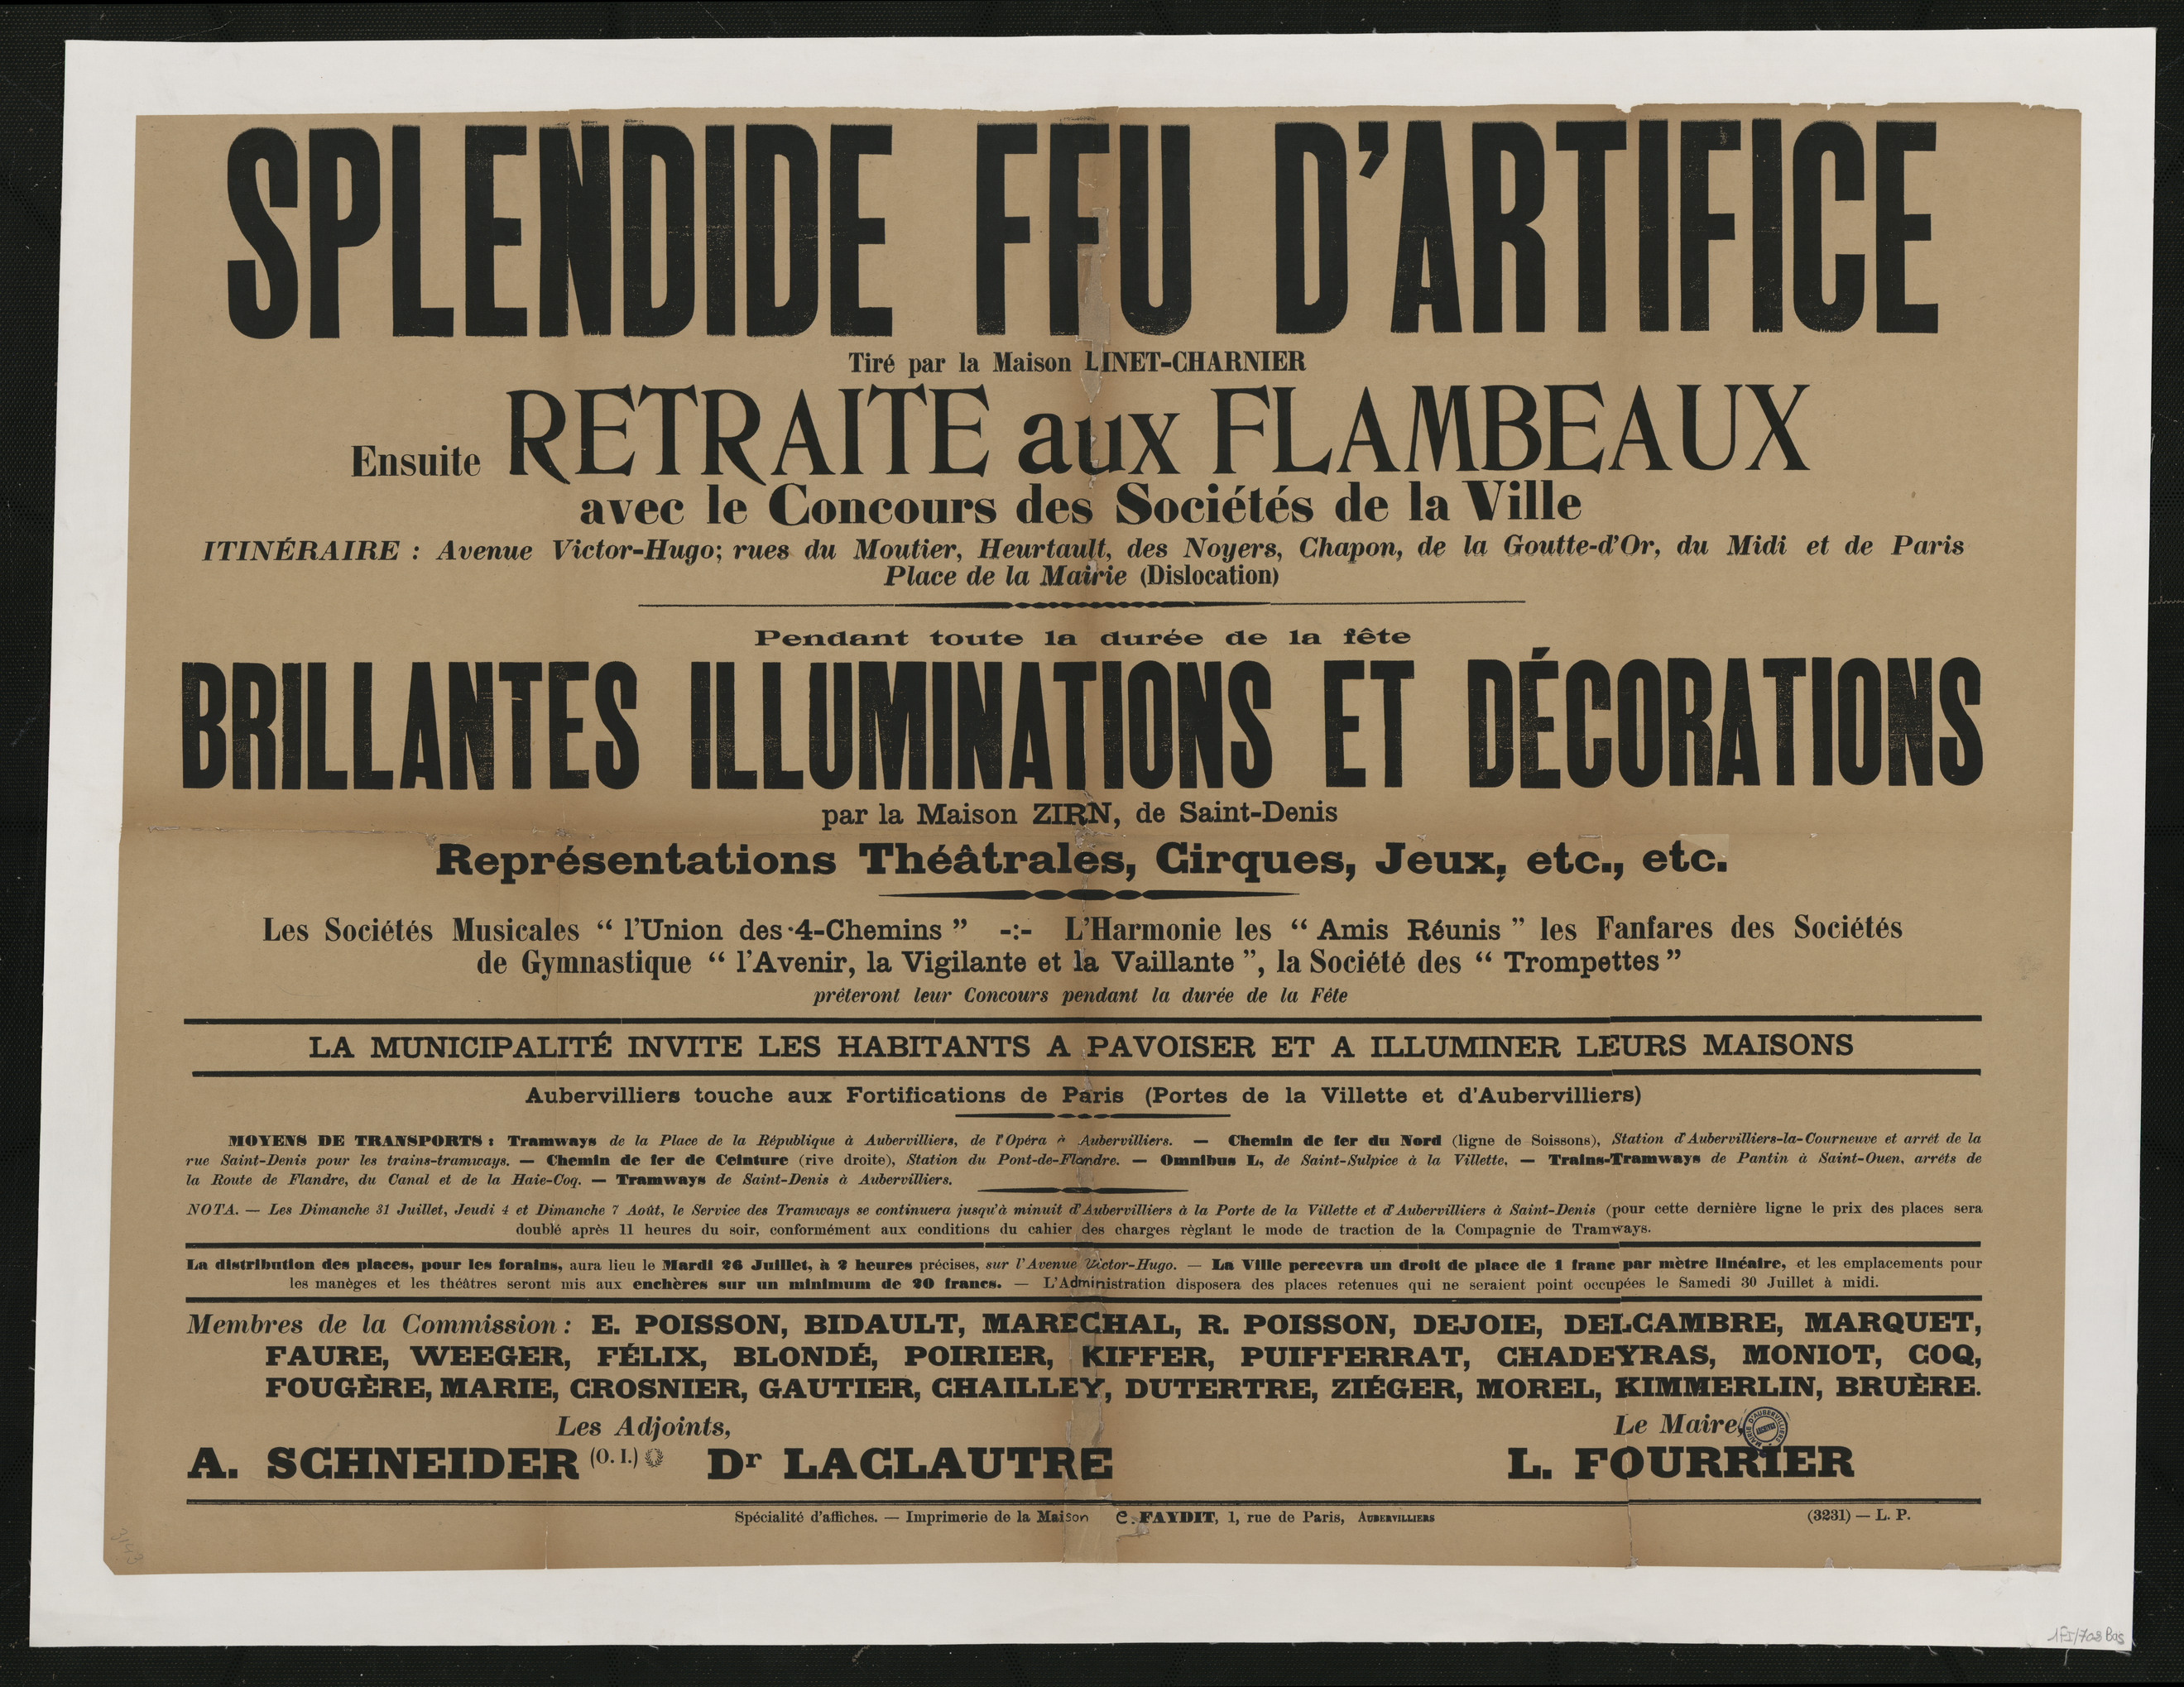 SPLENDIDE FFU D'ARTIFICE
Tiré par la Maison LINET-CHARNIER
Ensuite RETRAITE aux FLAMBEAUX
avec le Concours des Sociétés de la Ville
ITINÉRAIRE : Avenue Victor-Hugo; rues du Moutier, Heurtault, des Noyers, Chapon, de la Goutte-d'Or, du Midi et de Paris
Place de la Mairie (Dislocation)
Pendant toute la durée de la fête
BRILLANTES ILLUMINATIONS ET DÉCORATIONS
par la Maison ZIRN, de Saint-Denis
Représentations Théâtrales, Cirques, Jeux, etc., etc.
Les Sociétés Musicales “ l'Union des 4-Chemins ” -:- L'Harmonie les “ Amis Réunis ” les Fanfares des Sociétés
de Gymnastique “ l'Avenir, la Vigilante et la Vaillante ”, la Société des “ Trompettes ”
prêteront leur Concours pendant la durée de la Fête
LA MUNICIPALITÉ INVITE LES HABITANTS A PAVOISER ET A ILLUMINER LEURS MAISONS
Aubervilliers touche aux Fortifications de Paris (Portes de la Villette et d'Aubervilliers)
MOYENS DE TRANSPORTS : Tramways de la Place de la République à Aubervilliers, de l'Opéra à Aubervilliers. — Chemin de fer du Nord (ligne de Soissons), Station d'Aubervilliers-la-Courneuve et arrêt de la
rue Saint-Denis pour les trains-tramways. — Chemin de fer de Ceinture (rive droite), Station du Pont-de-Flandre. — Omnibus L, de Saint-Sulpice à la Villette. — Trains-Tramways de Pantin à Saint-Ouen, arrêts de
la Route de Flandre, du Canal et de la Haie-Coq. — Tramways de Saint-Denis à Aubervilliers.
NOTA. — Les Dimanche 31 Juillet, Jeudi 4 et Dimanche 7 Août, le Service des Tramways se continuera jusqu'à minuit d'Aubervilliers à la Porte de la Villette et d'Aubervilliers à Saint-Denis (pour cette dernière ligne le prix des places sera
doublé après 11 heures du soir, conformément aux conditions du cahier des charges règlant le mode de traction de la Compagnie de Tramways.
La distribution des places, pour les forains, aura lieu le Mardi 26 Juillet, à 2 heures précises, sur l'Avenue Victor-Hugo. — La Ville percevra un droit de place de 1 franc par mètre linéaire, et les emplacements pour
les manèges et les théâtres seront mis aux enchères sur un minimum de 20 francs. — L'Administration disposera des places retenues qui ne seraient point occupées le Samedi 30 Juillet à midi.
Membres de la Commission : E. POISSON, BIDAULT, MARECHAL, R. POISSON, DEJOIE, DELCAMBRE, MARQUET,
FAURE, WEEGER, FÉLIX, BLONDÉ, POIRIER, KIFFER, PUIFFERRAT, CHADEYRAS, MONIOT, COQ,
FOUGÈRE, MARIE, CROSNIER, GAUTIER, CHAILLEY, DUTERTRE, ZIÉGER, MOREL, KIMMERLIN, BRUÈRE.
Les Adjoints,
Le Maire,
A. SCHNEIDER (O. I.) Dr LACLAUTRE
L. FOURRIER
Spécialité d'affiches. — Imprimerie de la Maison C. FAYDIT, 1, rue de Paris, AUBERVILLIERS
(3231) — L. P.
3143
1FI/708 bas